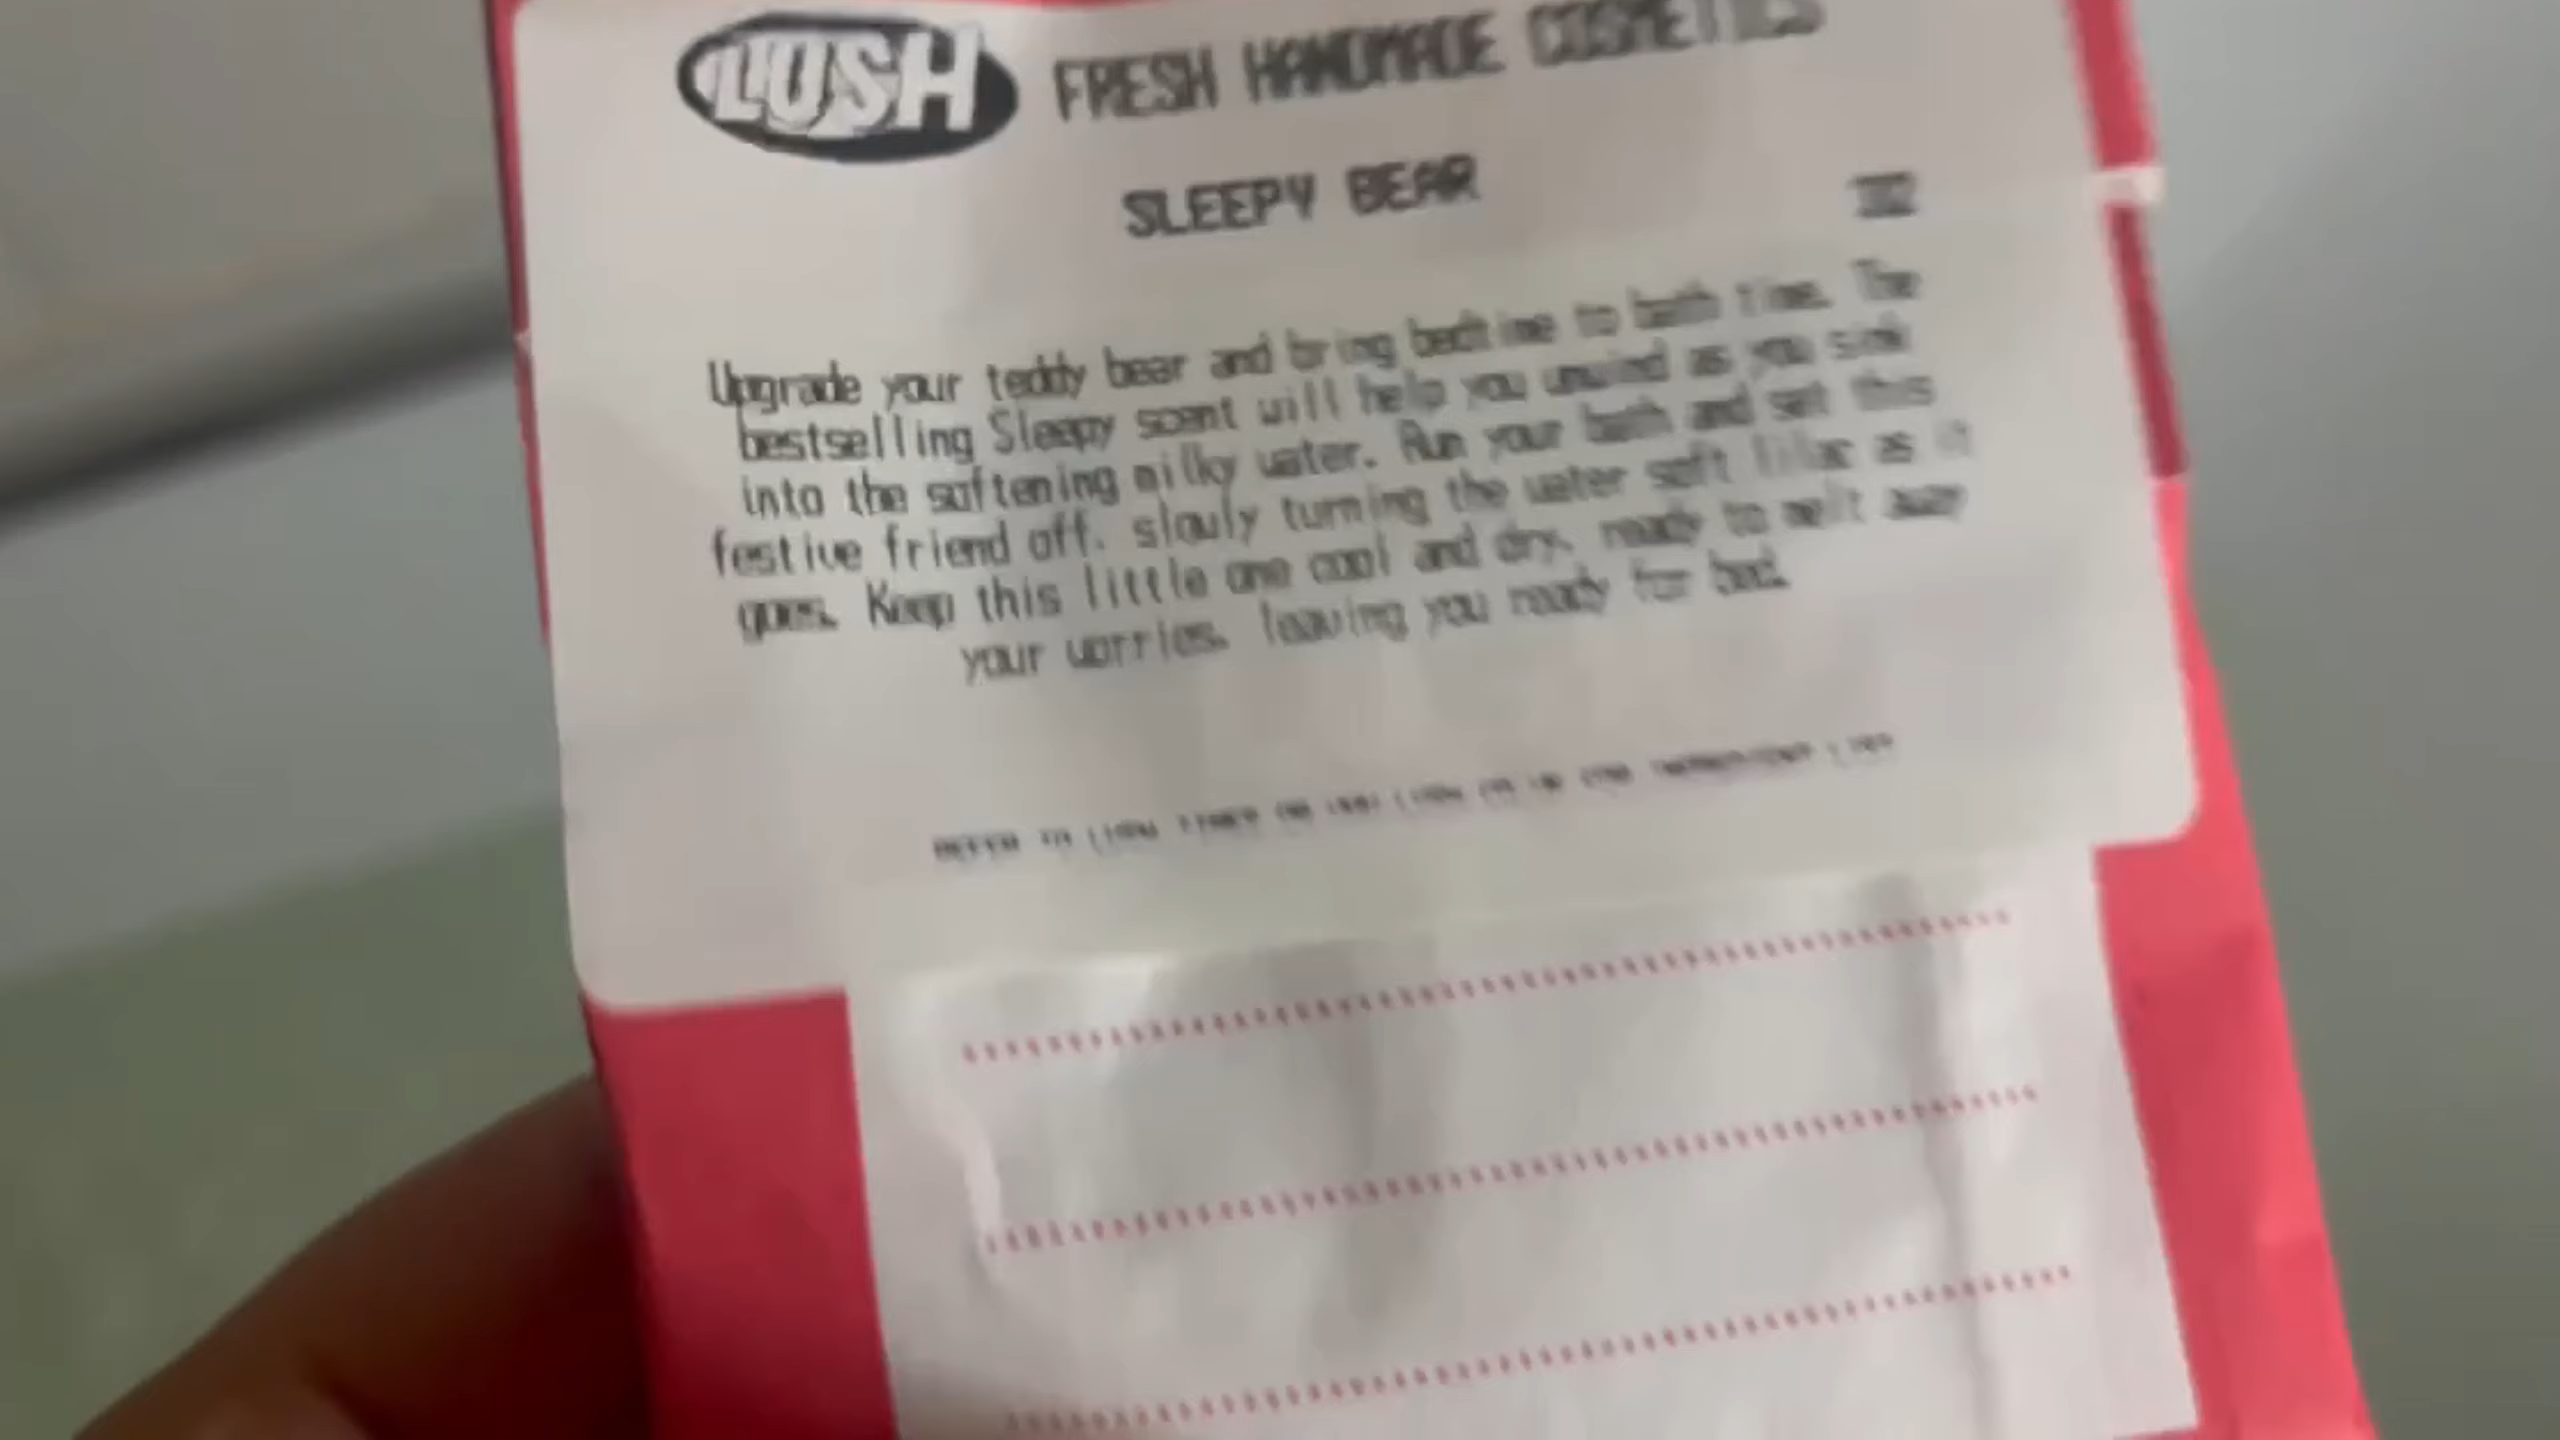 LUSH FRESH HANDMADE COSMETICS
SLEEPY BEAR
Upgrade your teddy bear and bring bedtime to bath time. The
bestselling Sleepy scent will help you unwind as you sink
into the softening milky water. Run your bath and set this
festive friend off, slowly turning the water soft lilac as it
goes. Keep this little one cool and dry, ready to melt away
your worries, leaving you ready for bed.
REFER TO